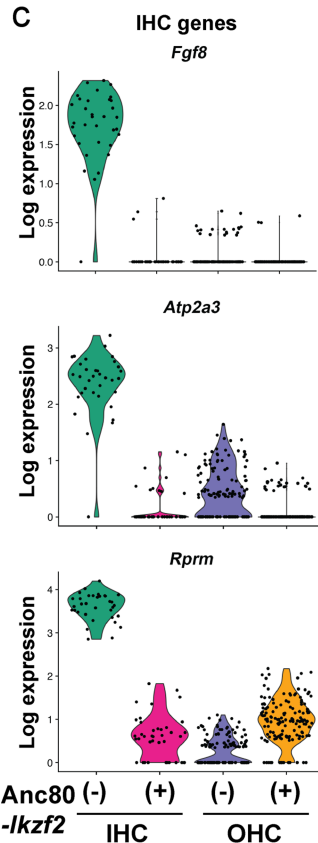 C
IHC genes
Fgf8
Log expression
2.0
1.5
1.0
0.5
0.0
Atp2a3
Log expression
3
2
1
0
Rprm
Log expression
4
3
2
1
0
Anc80 (-) (+) (-) (+)
-Ikzf2 IHC OHC